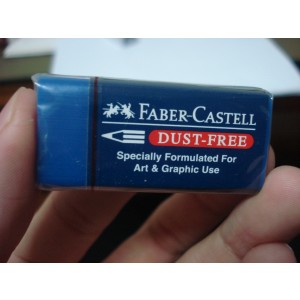 FABER-CASTELL
DUST-FREE
Specially Formulated For
Art & Graphic Use